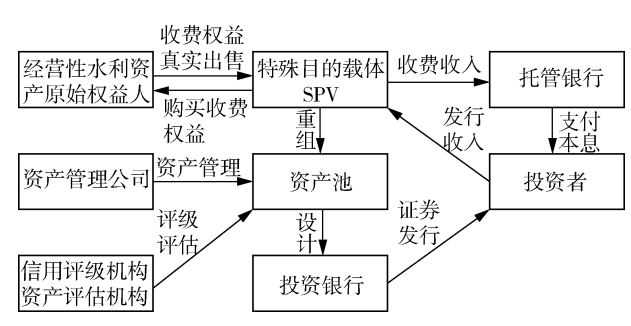 收费权益
真实出售
经营性水利资
产原始权益人
特殊目的载体
SPV
收费收入
托管银行
购买收费
权益
重
组
发行
收入
支付
本息
资产管理公司
资产管理
资产池
投资者
评级
评估
设
计
证券
发行
信用评级机构
资产评估机构
投资银行